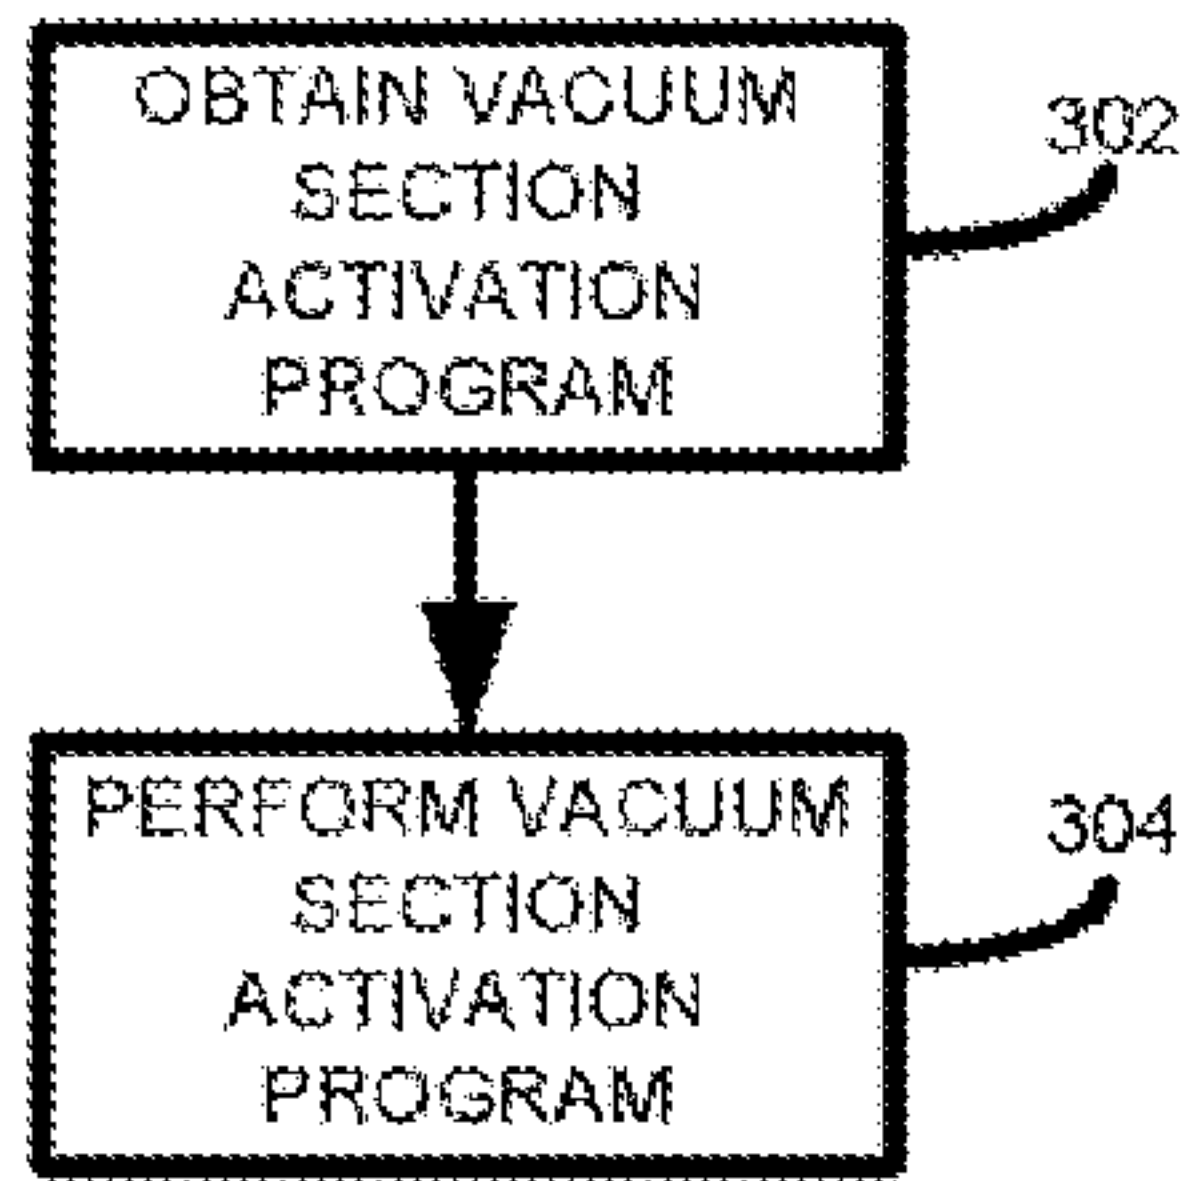 OBTAIN VACUUM
SECTION
ACTIVATION
PROGRAM
302
PERFORM VACUUM
SECTION
ACTIVATION
PROGRAM
304